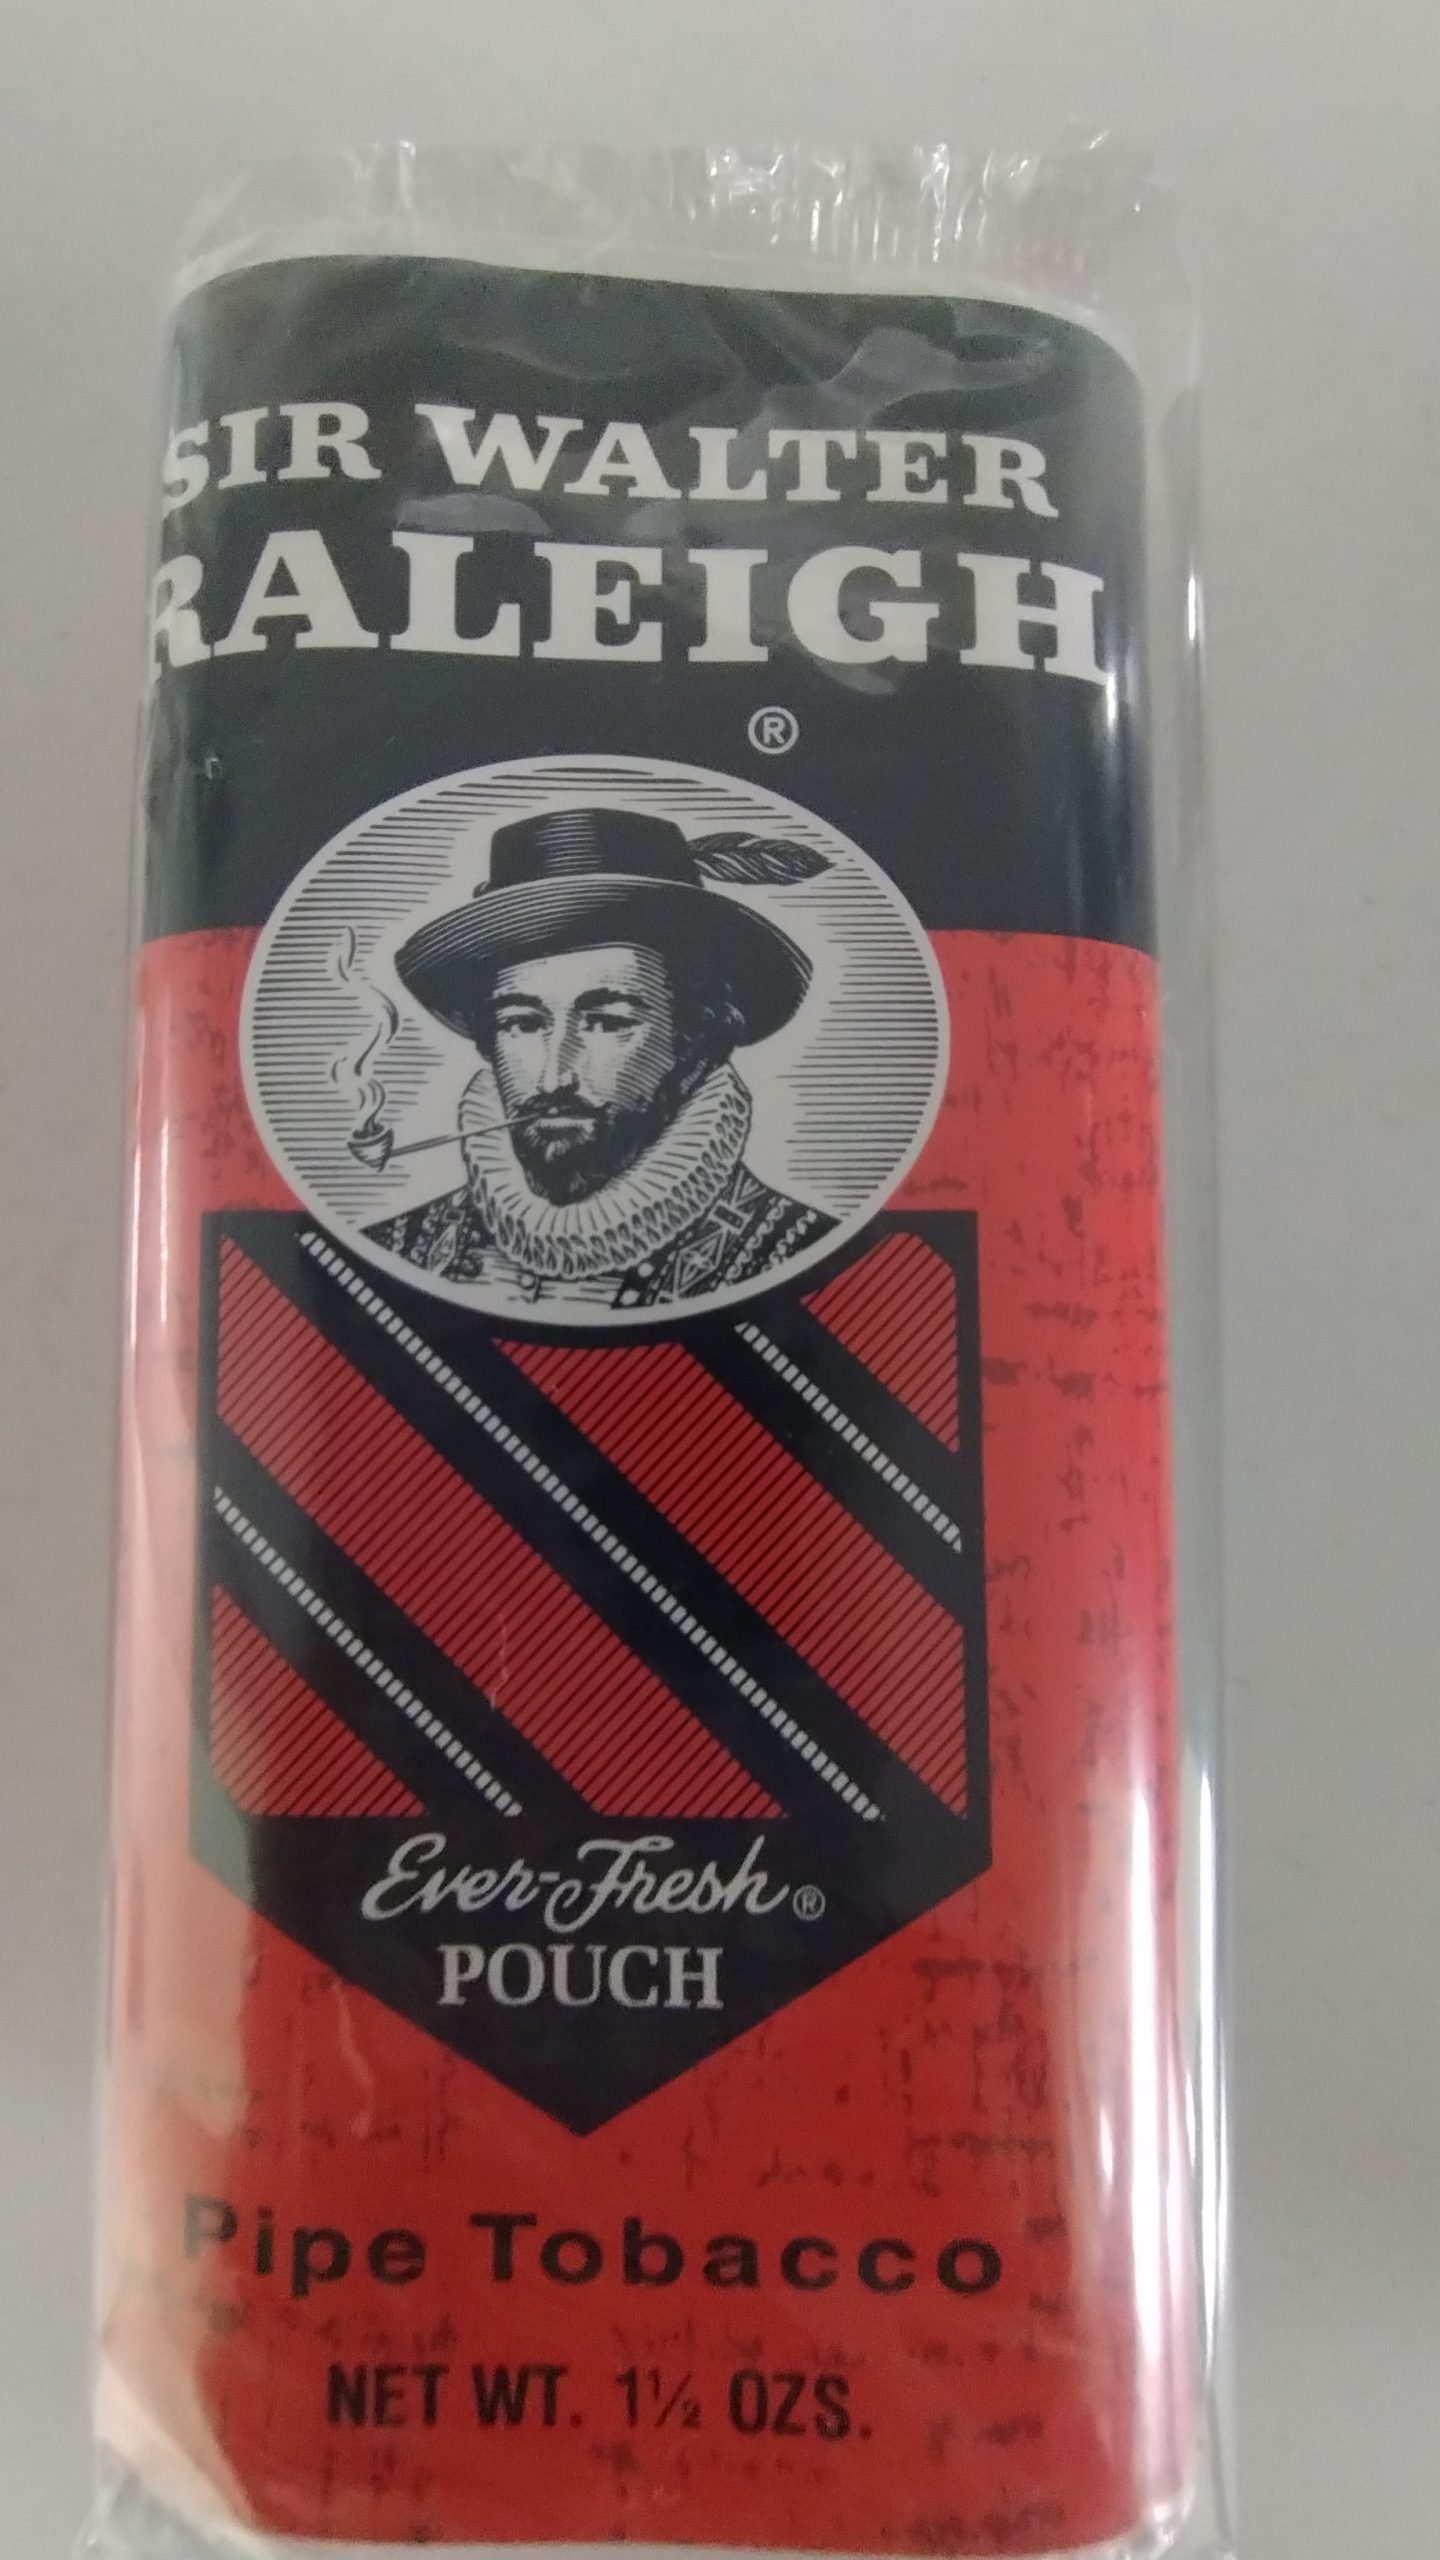 SIR WALTER
RALEIGH
®
Ever-Fresh®
POUCH
Pipe Tobacco
NET WT. 1½ OZS.